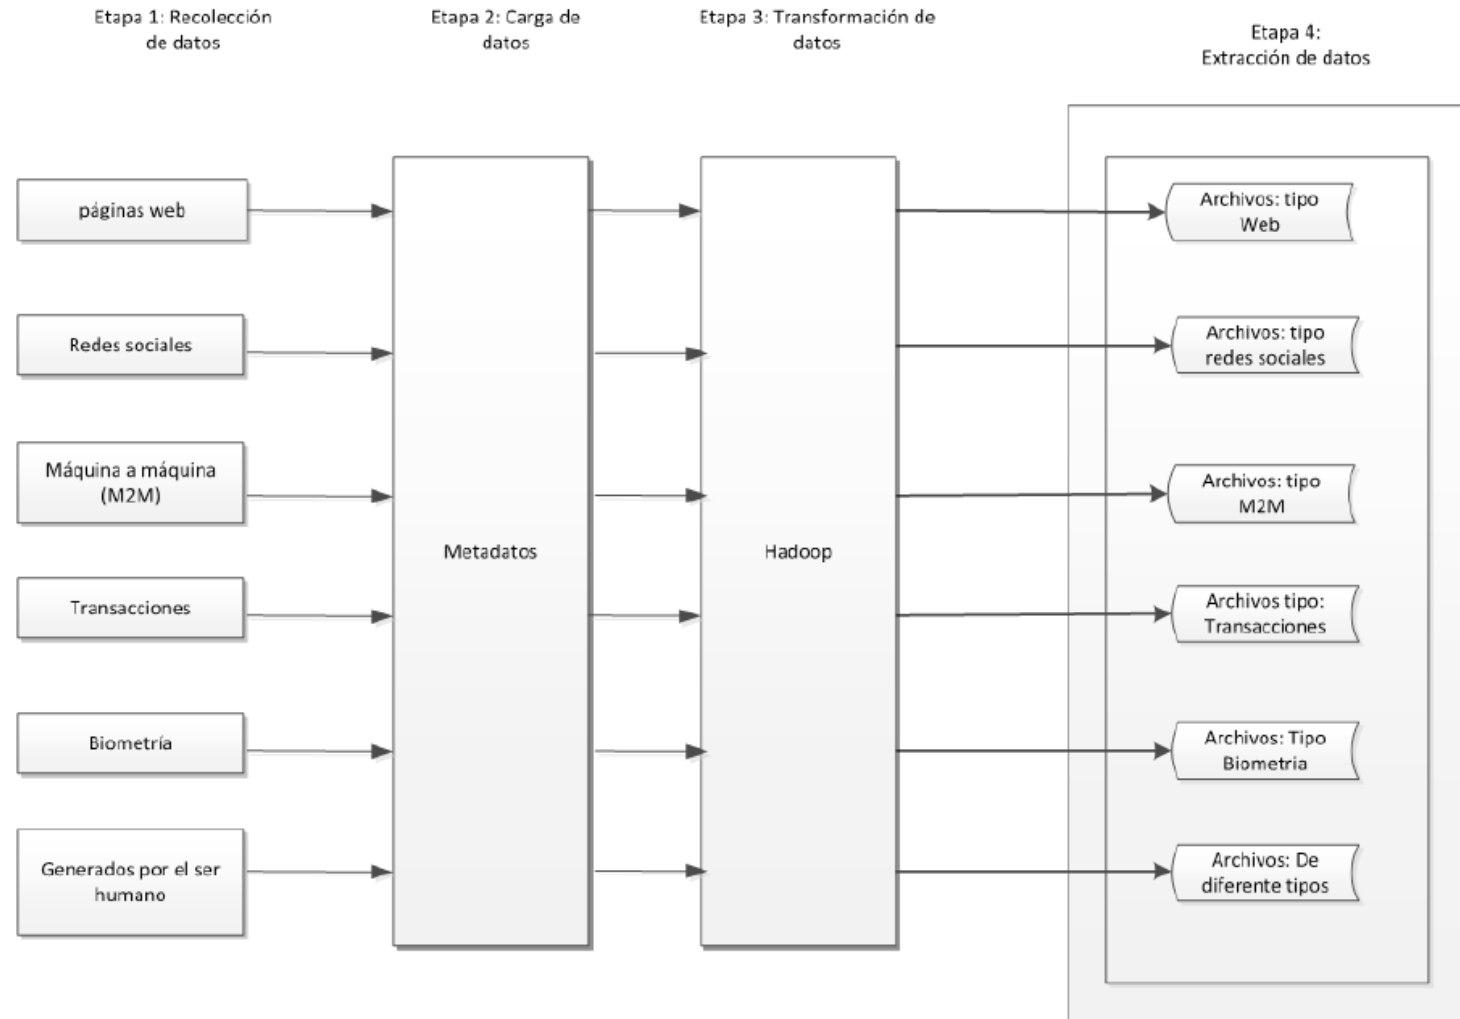 Etapa 1: Recolección
de datos
Etapa 2: Carga de
datos
Etapa 3: Transformación de
datos
Etapa 4:
Extracción de datos
páginas web
Redes sociales
Máquina a máquina
(M2M)
Transacciones
Biometría
Generados por el ser
humano
Metadatos
Hadoop
Archivos: tipo
Web
Archivos: tipo
redes sociales
Archivos: tipo
M2M
Archivos tipo:
Transacciones
Archivos: Tipo
Biometria
Archivos: De
diferente tipos